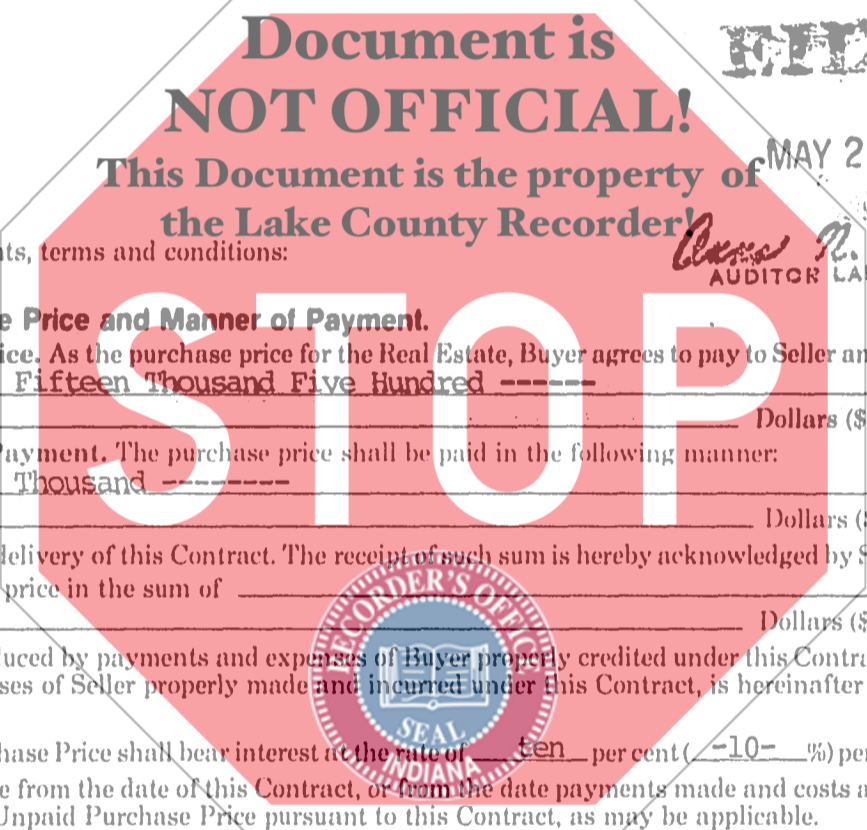 Document is
NOT OFFICIAL!
This Document is the property of
the Lake County Recorder!
MAY 2
ts, terms and conditions:
AUDITOR LA
e Price and Manner of Payment.
ice. As the purchase price for the Real Estate, Buyer agrees to pay to Seller an
Fifteen Thousand Five Hundred ------
Dollars ($
Payment. The purchase price shall be paid in the following manner:
Thousand ---------
STOP
Dollars (
delivery of this Contract. The receipt of such sum is hereby acknowledged by S
price in the sum of
Dollars ($
uced by payments and expenses of Buyer properly credited under this Contra
ses of Seller properly made and incurred under this Contract, is hereinafter
RECORDER'S OFFICE
SEAL
INDIANA
hase Price shall bear interest at the rate of ten per cent ( -10- %) per
e from the date of this Contract, or from the date payments made and costs a
Unpaid Purchase Price pursuant to this Contract, as may be applicable.